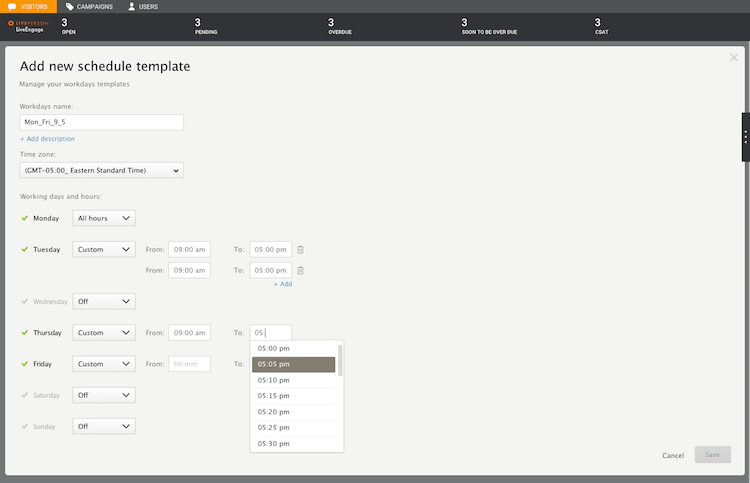 VISITORS CAMPAIGNS USERS
LIVEPERSON
LiveEngage
3 3 3 3 3
OPEN PENDING OVERDUE SOON TO BE OVER DUE CSAT
Add new schedule template
Manage your workdays templates
Workdays name:
Mon_Fri_9_5
+ Add description
Time zone:
(GMT-05:00_ Eastern Standard Time)
Working days and hours:
Monday All hours
Tuesday Custom From: 09:00 am To: 05:00 pm
From: 09:00 am To: 05:00 pm
+ Add
Wednesday Off
Thursday Custom From: 09:00 am To: 05:
05:00 pm
Friday Custom From: hh mm To: 05:05 pm
05:10 pm
Saturday Off 05:15 pm
05:20 pm
Sunday Off 05:25 pm
05:30 pm
Cancel Save